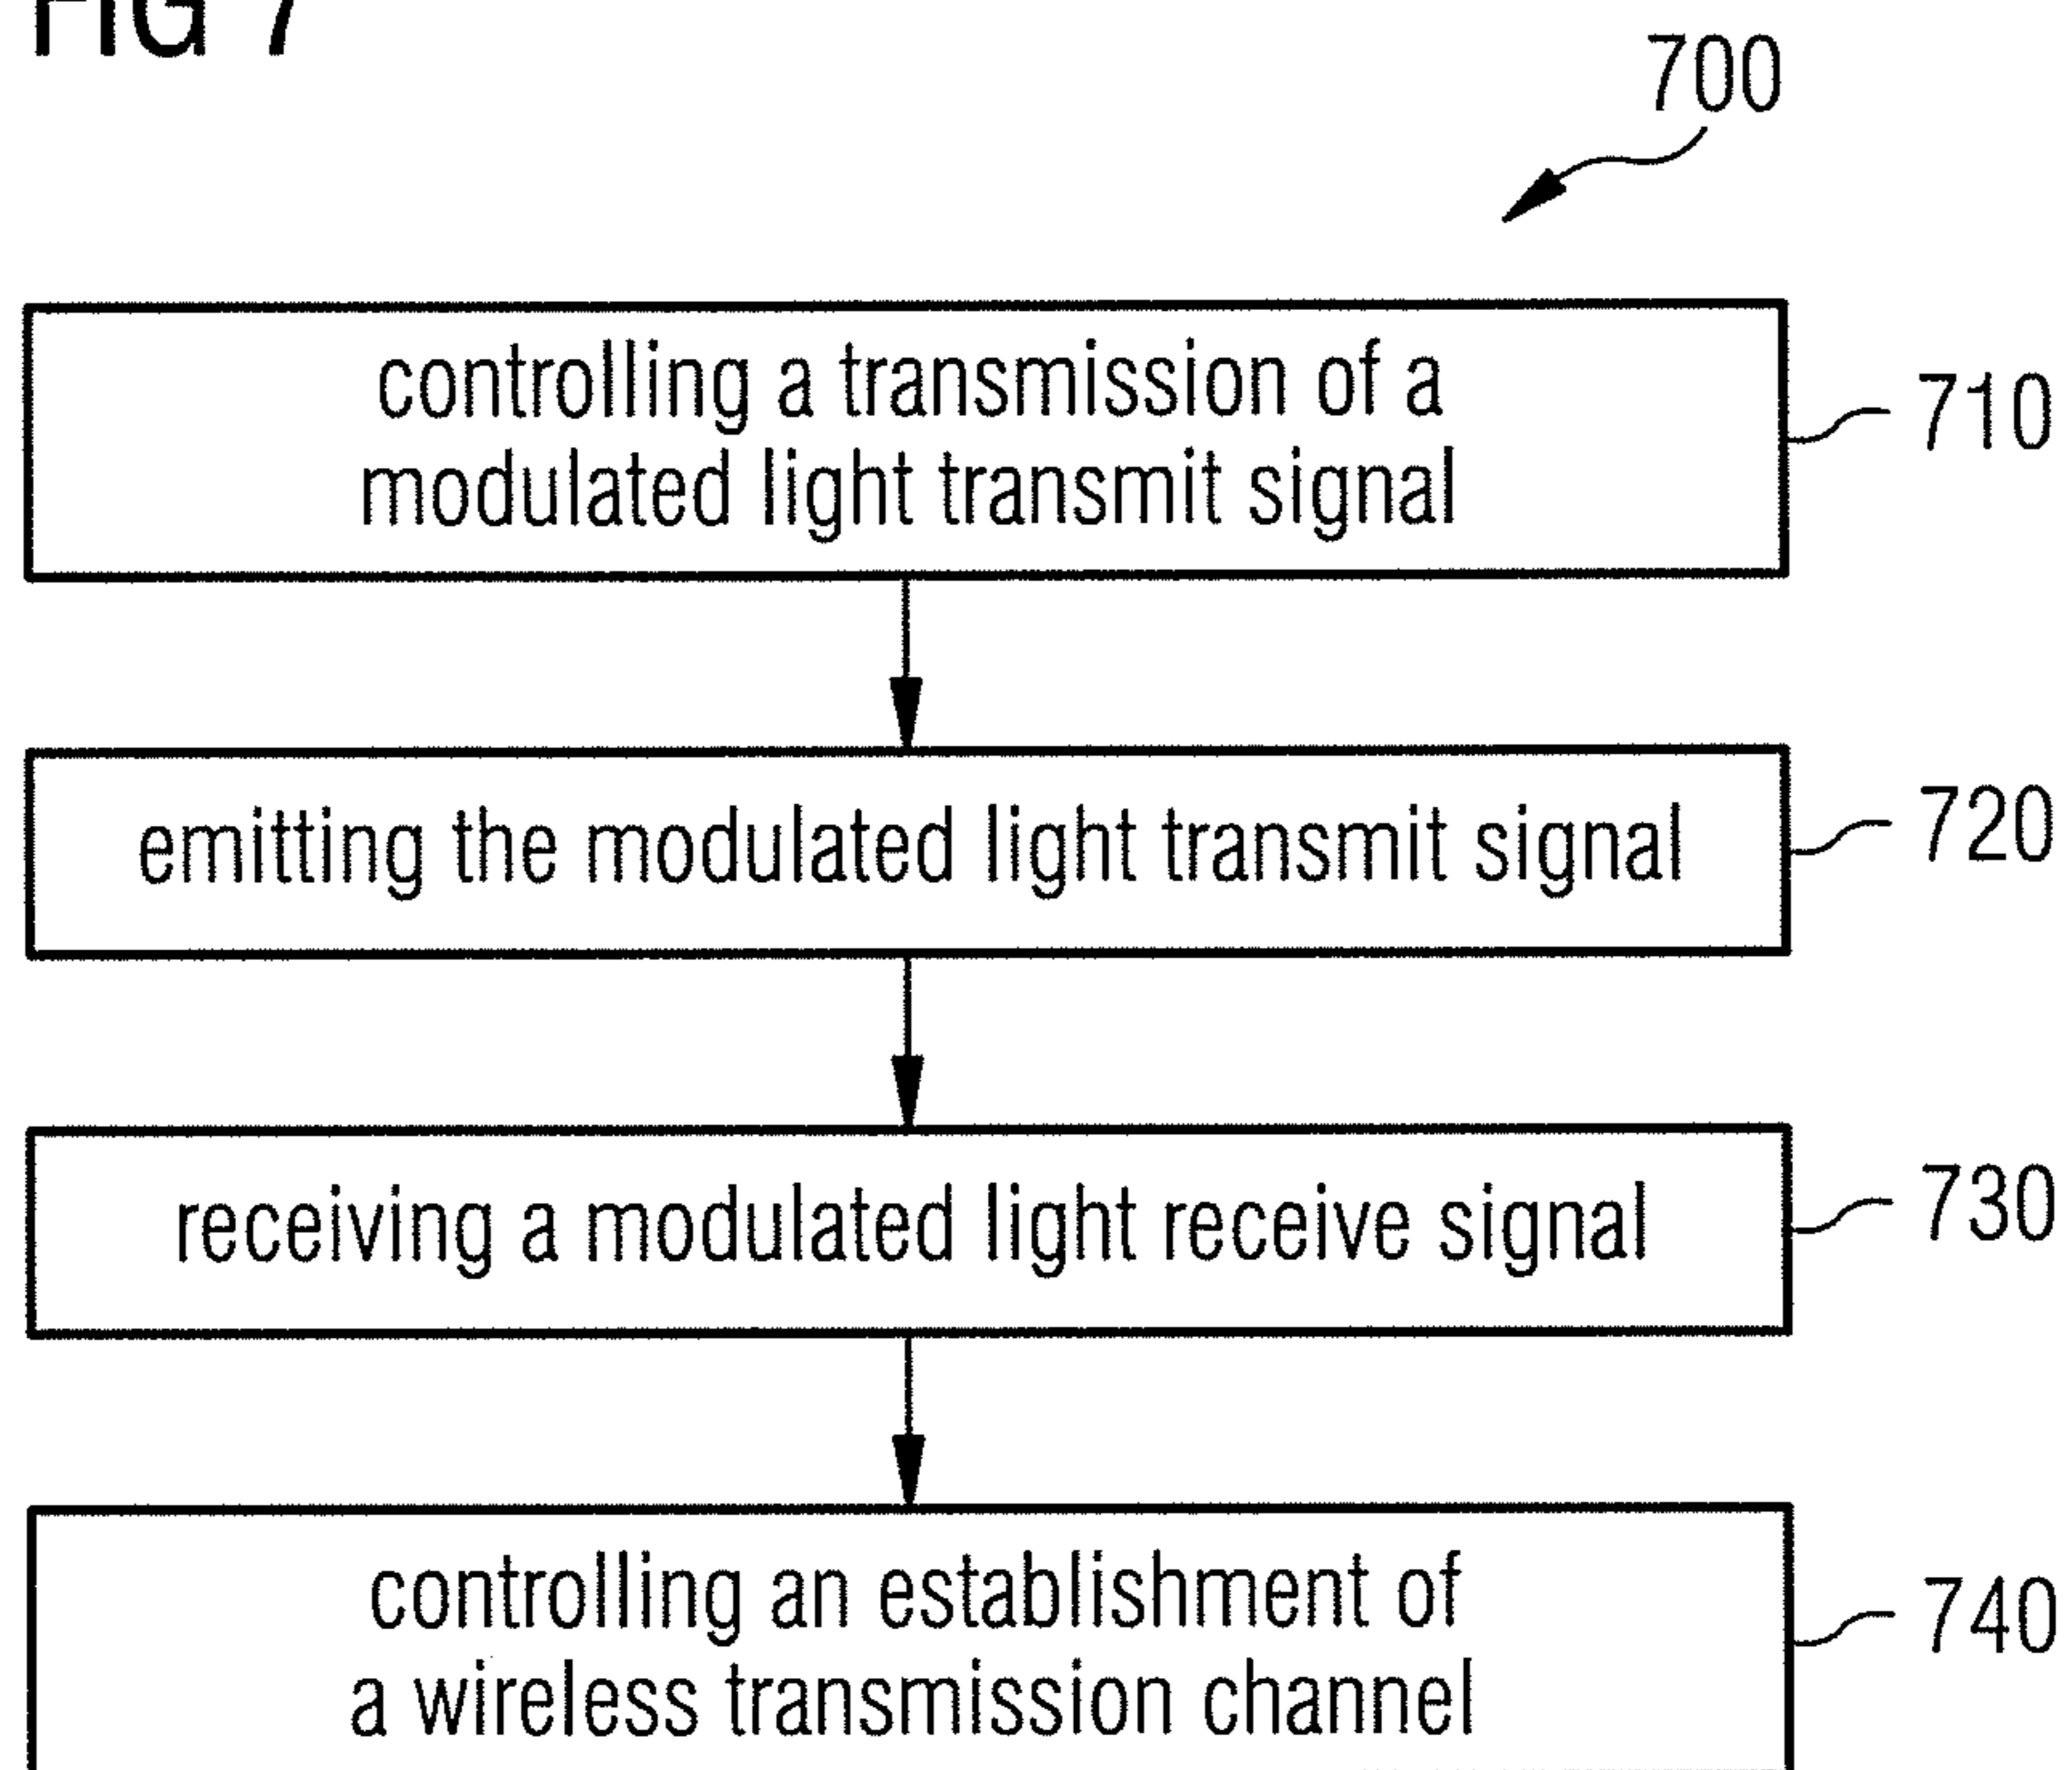 FIG 7
700
controlling a transmission of a
modulated light transmit signal
710
emitting the modulated light transmit signal
720
receiving a modulated light receive signal
730
controlling an establishment of
a wireless transmission channel
740